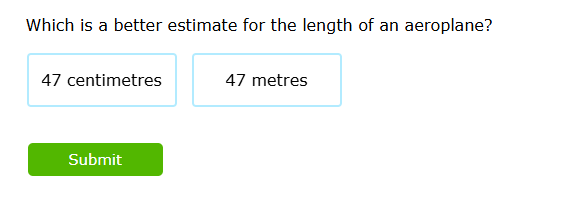 Which is a better estimate for the length of an aeroplane?
47 centimetres
47 metres
Submit